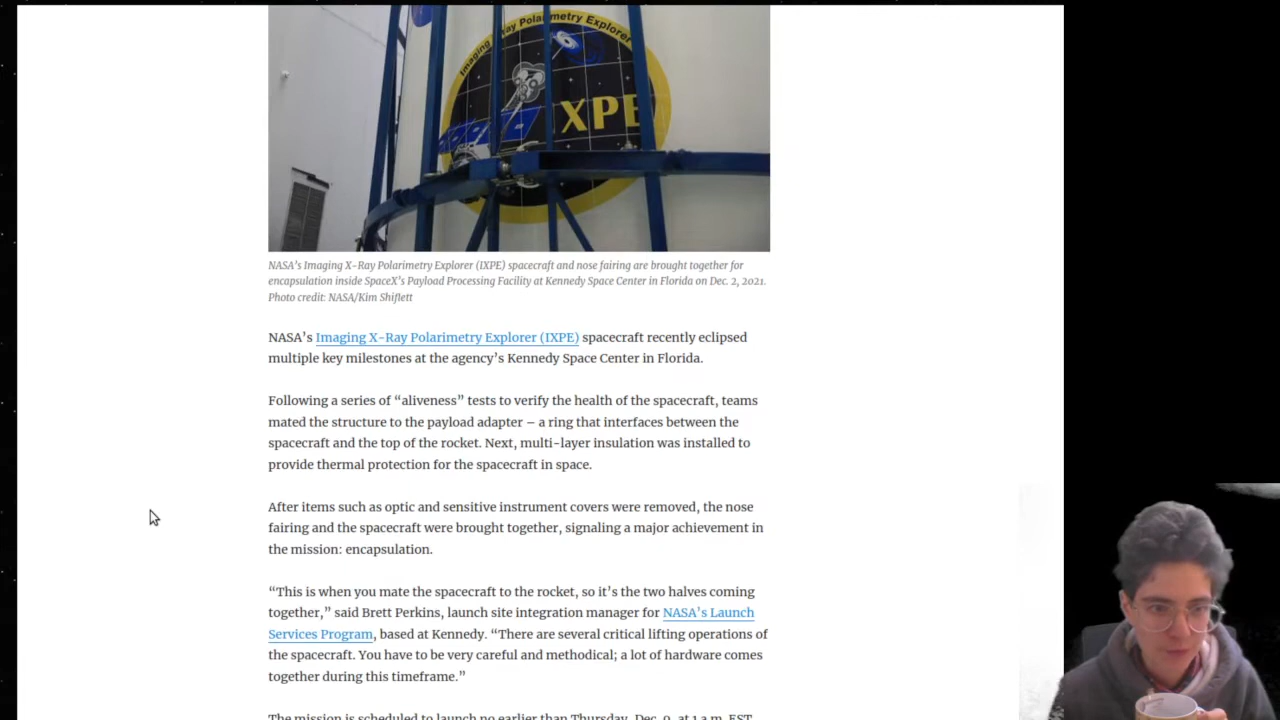 Imaging X-Ray Polarimetry Explorer
XPE
NASA’s Imaging X-Ray Polarimetry Explorer (IXPE) spacecraft and nose fairing are brought together for
encapsulation inside SpaceX’s Payload Processing Facility at Kennedy Space Center in Florida on Dec. 2, 2021.
Photo credit: NASA/Kim Shiflett
NASA’s Imaging X-Ray Polarimetry Explorer (IXPE) spacecraft recently eclipsed
multiple key milestones at the agency’s Kennedy Space Center in Florida.
Following a series of “aliveness” tests to verify the health of the spacecraft, teams
mated the structure to the payload adapter – a ring that interfaces between the
spacecraft and the top of the rocket. Next, multi-layer insulation was installed to
provide thermal protection for the spacecraft in space.
After items such as optic and sensitive instrument covers were removed, the nose
fairing and the spacecraft were brought together, signaling a major achievement in
the mission: encapsulation.
“This is when you mate the spacecraft to the rocket, so it’s the two halves coming
together,” said Brett Perkins, launch site integration manager for NASA’s Launch
Services Program, based at Kennedy. “There are several critical lifting operations of
the spacecraft. You have to be very careful and methodical; a lot of hardware comes
together during this timeframe.”
The mission is scheduled to launch no earlier than Thursday, Dec. 9, at 1 a.m. EST